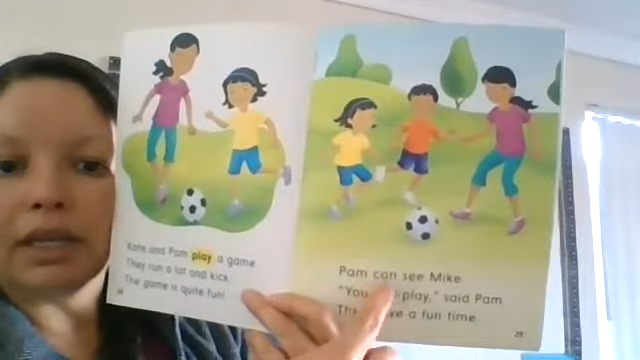 Kate and Pam play a game
They run a lot and kick.
The game is quite fun!
Pam can see Mike.
"You play," said Pam
a fun time.
29